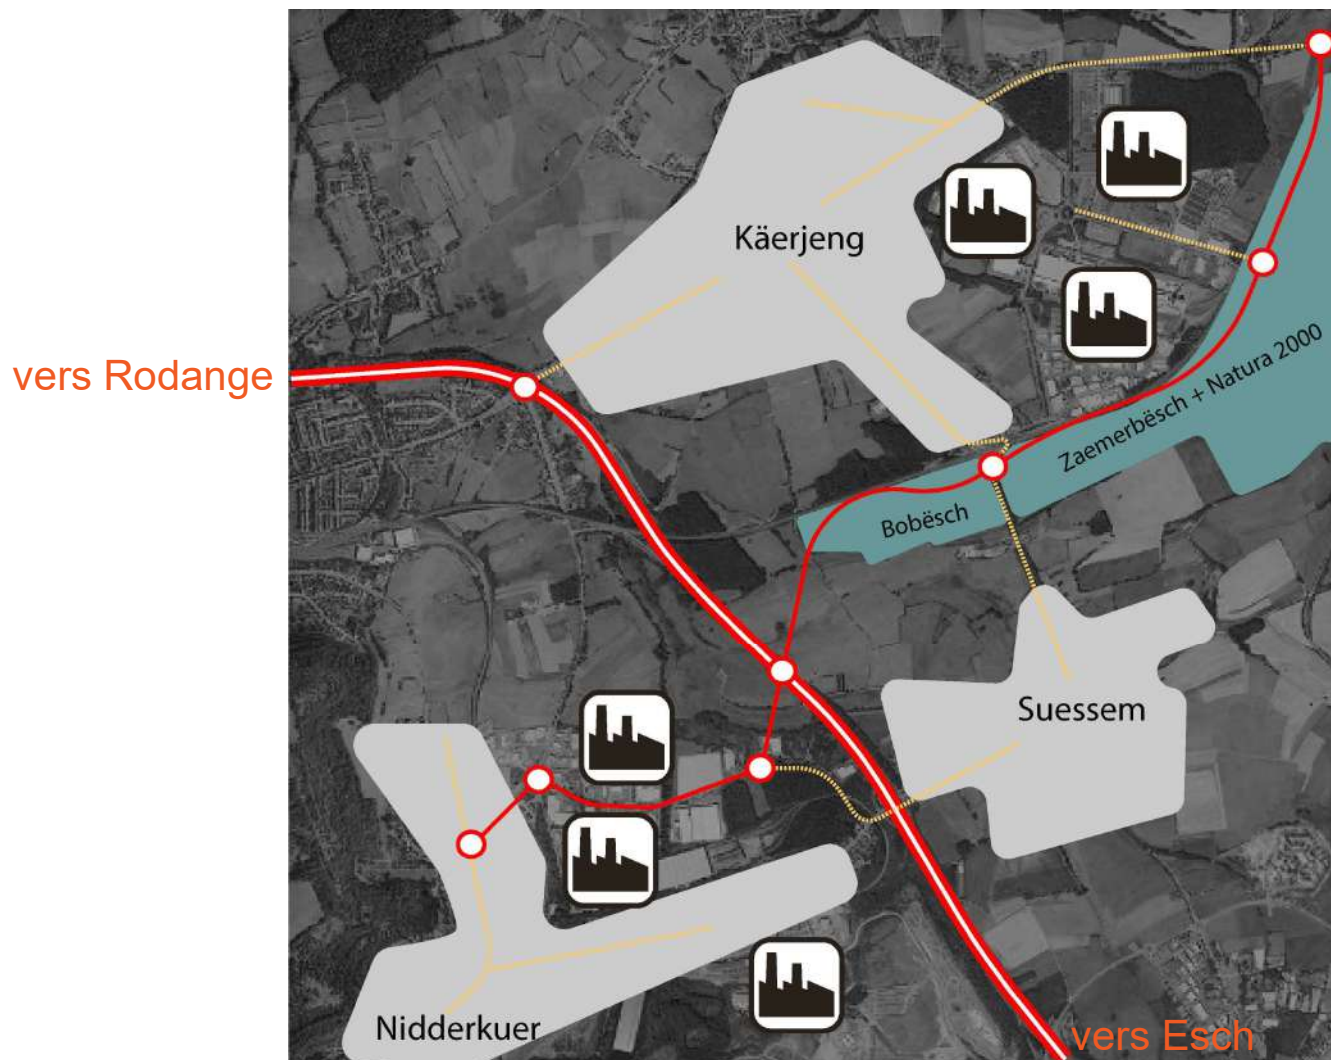 Käerjeng
vers Rodange
Zaemerbësch + Natura 2000
Bobësch
Suessem
Nidderkuer
vers Esch